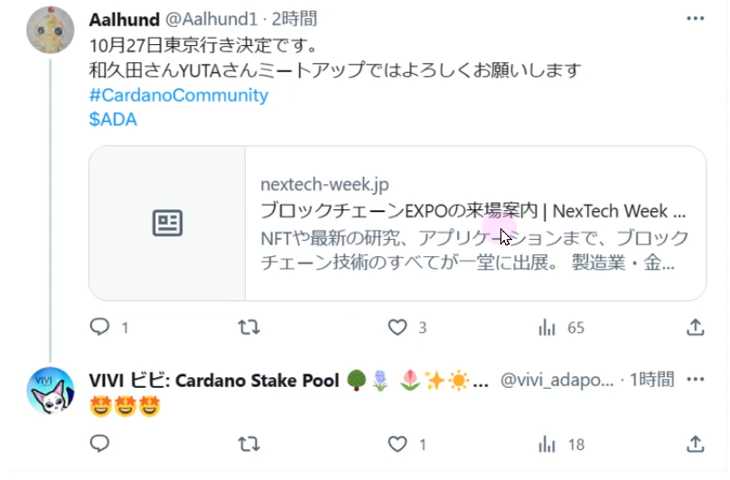 Aalhund @Aalhund1 · 2時間
10月27日東京行き決定です。
和久田さんYUTAさんミートアップではよろしくお願いします
#CardanoCommunity
$ADA
nextech-week.jp
ブロックチェーンEXPOの来場案内 | NexTech Week ...
NFTや最新の研究、アプリケーションまで、ブロック
チェーン技術のすべてが一堂に出展。 製造業・金...
1 3 65
VIVI ビビ: Cardano Stake Pool 🌳🪻 🌷✨☀️... @vivi_adapo... · 1時間
🤩🤩🤩
1 18
VIVI